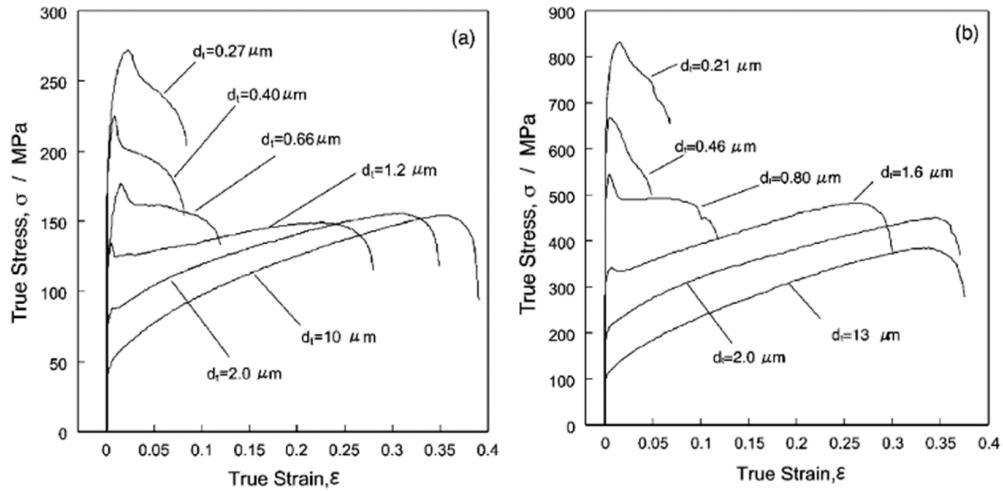 (a)
True Stress, σ / MPa
300
250
200
150
100
50
0
dt=0.27 μm
dt=0.40 μm
dt=0.66 μm
dt=1.2 μm
dt=10 μm
dt=2.0 μm
0 0.05 0.1 0.15 0.2 0.25 0.3 0.35 0.4
True Strain,ε
(b)
True Stress, σ / MPa
900
800
700
600
500
400
300
200
100
0
dt=0.21 μm
dt=0.46 μm
dt=0.80 μm
dt=1.6 μm
dt=2.0 μm
dt=13 μm
0 0.05 0.1 0.15 0.2 0.25 0.3 0.35 0.4
True Strain,ε